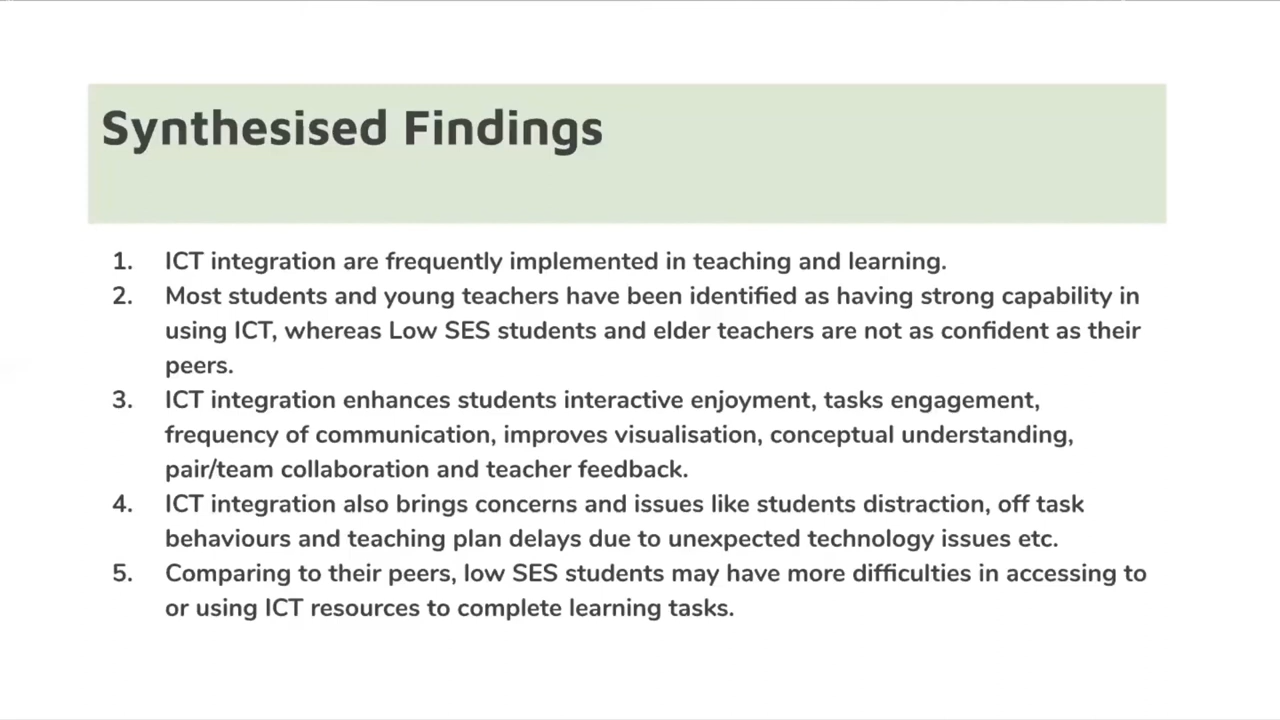 Synthesised Findings
1. ICT integration are frequently implemented in teaching and learning.
2. Most students and young teachers have been identified as having strong capability in
using ICT, whereas Low SES students and elder teachers are not as confident as their
peers.
3. ICT integration enhances students interactive enjoyment, tasks engagement,
frequency of communication, improves visualisation, conceptual understanding,
pair/team collaboration and teacher feedback.
4. ICT integration also brings concerns and issues like students distraction, off task
behaviours and teaching plan delays due to unexpected technology issues etc.
5. Comparing to their peers, low SES students may have more difficulties in accessing to
or using ICT resources to complete learning tasks.